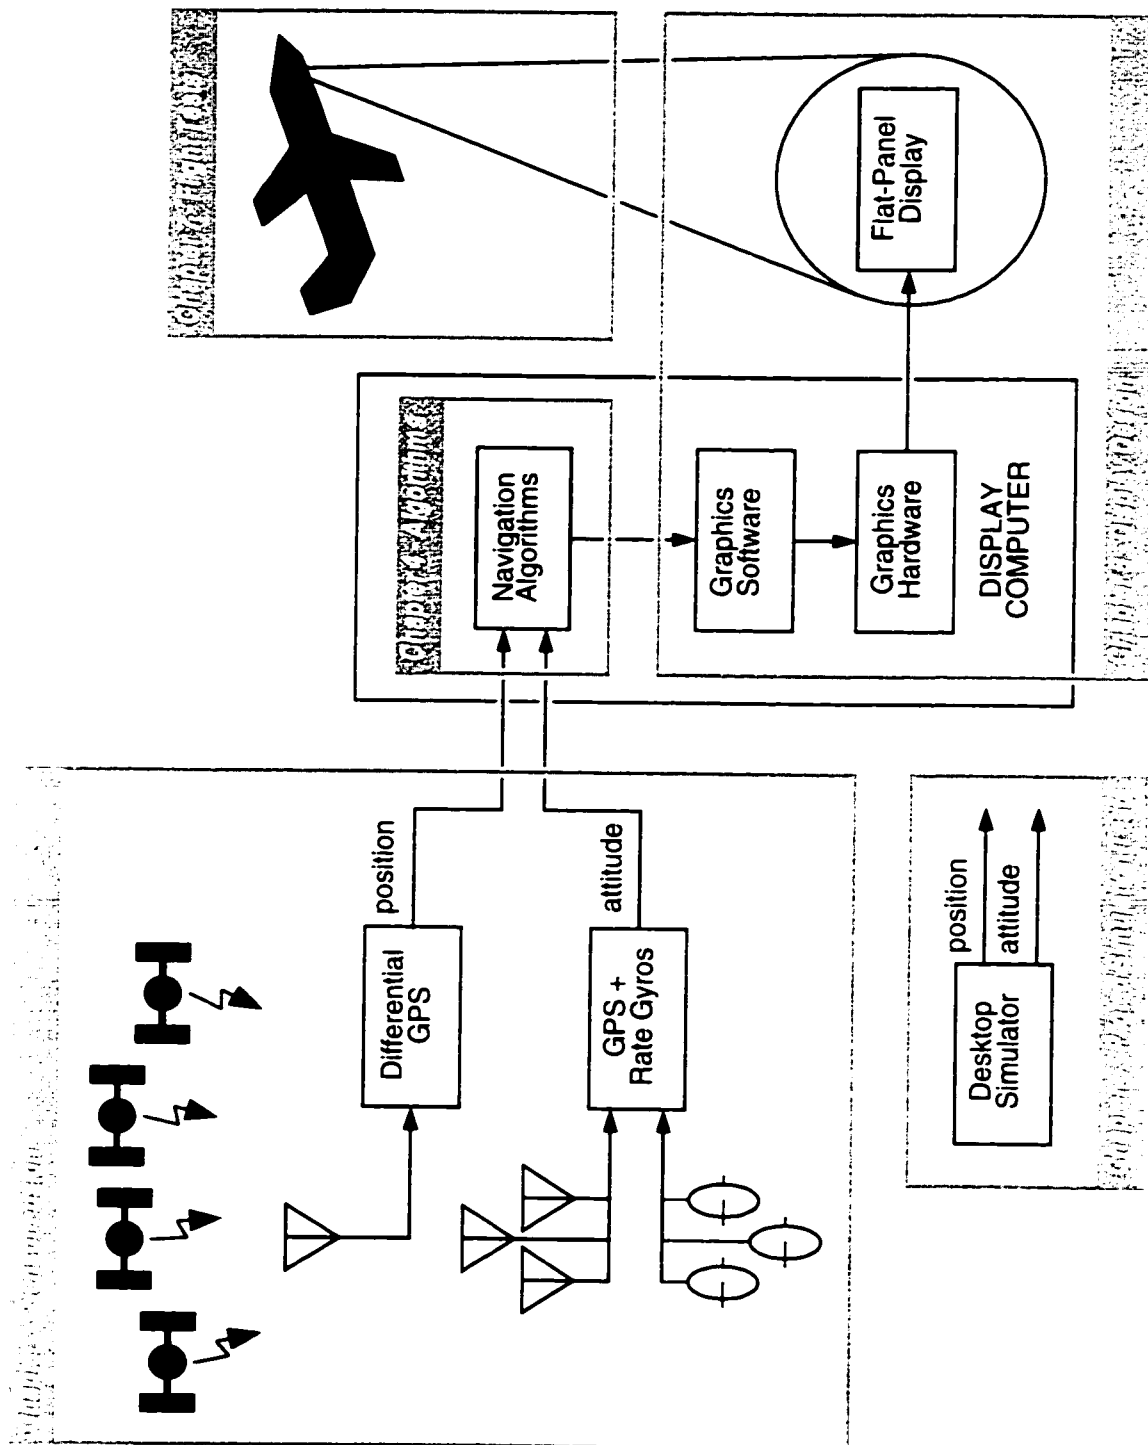 position
Differential
GPS
attitude
GPS +
Rate Gyros
Navigation
Algorithms
Graphics
Software
Graphics
Hardware
DISPLAY
COMPUTER
Flat-Panel
Display
Desktop
Simulator
position
attitude